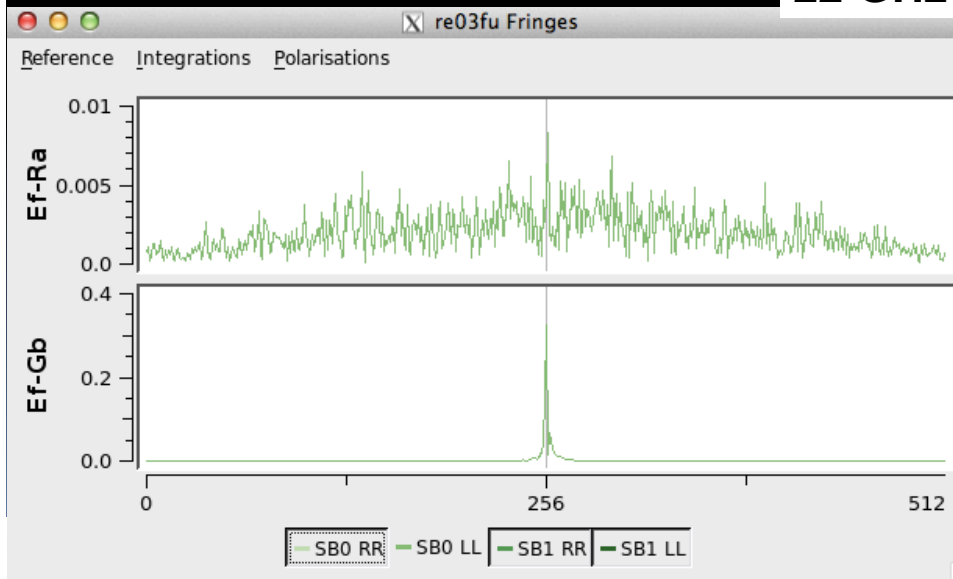 re03fu Fringes
Reference Integrations Polarisations
0.01
0.005
0.0
Ef-Ra
0.4
0.2
0.0
Ef-Gb
0 256 512
SB0 RR SB0 LL SB1 RR SB1 LL